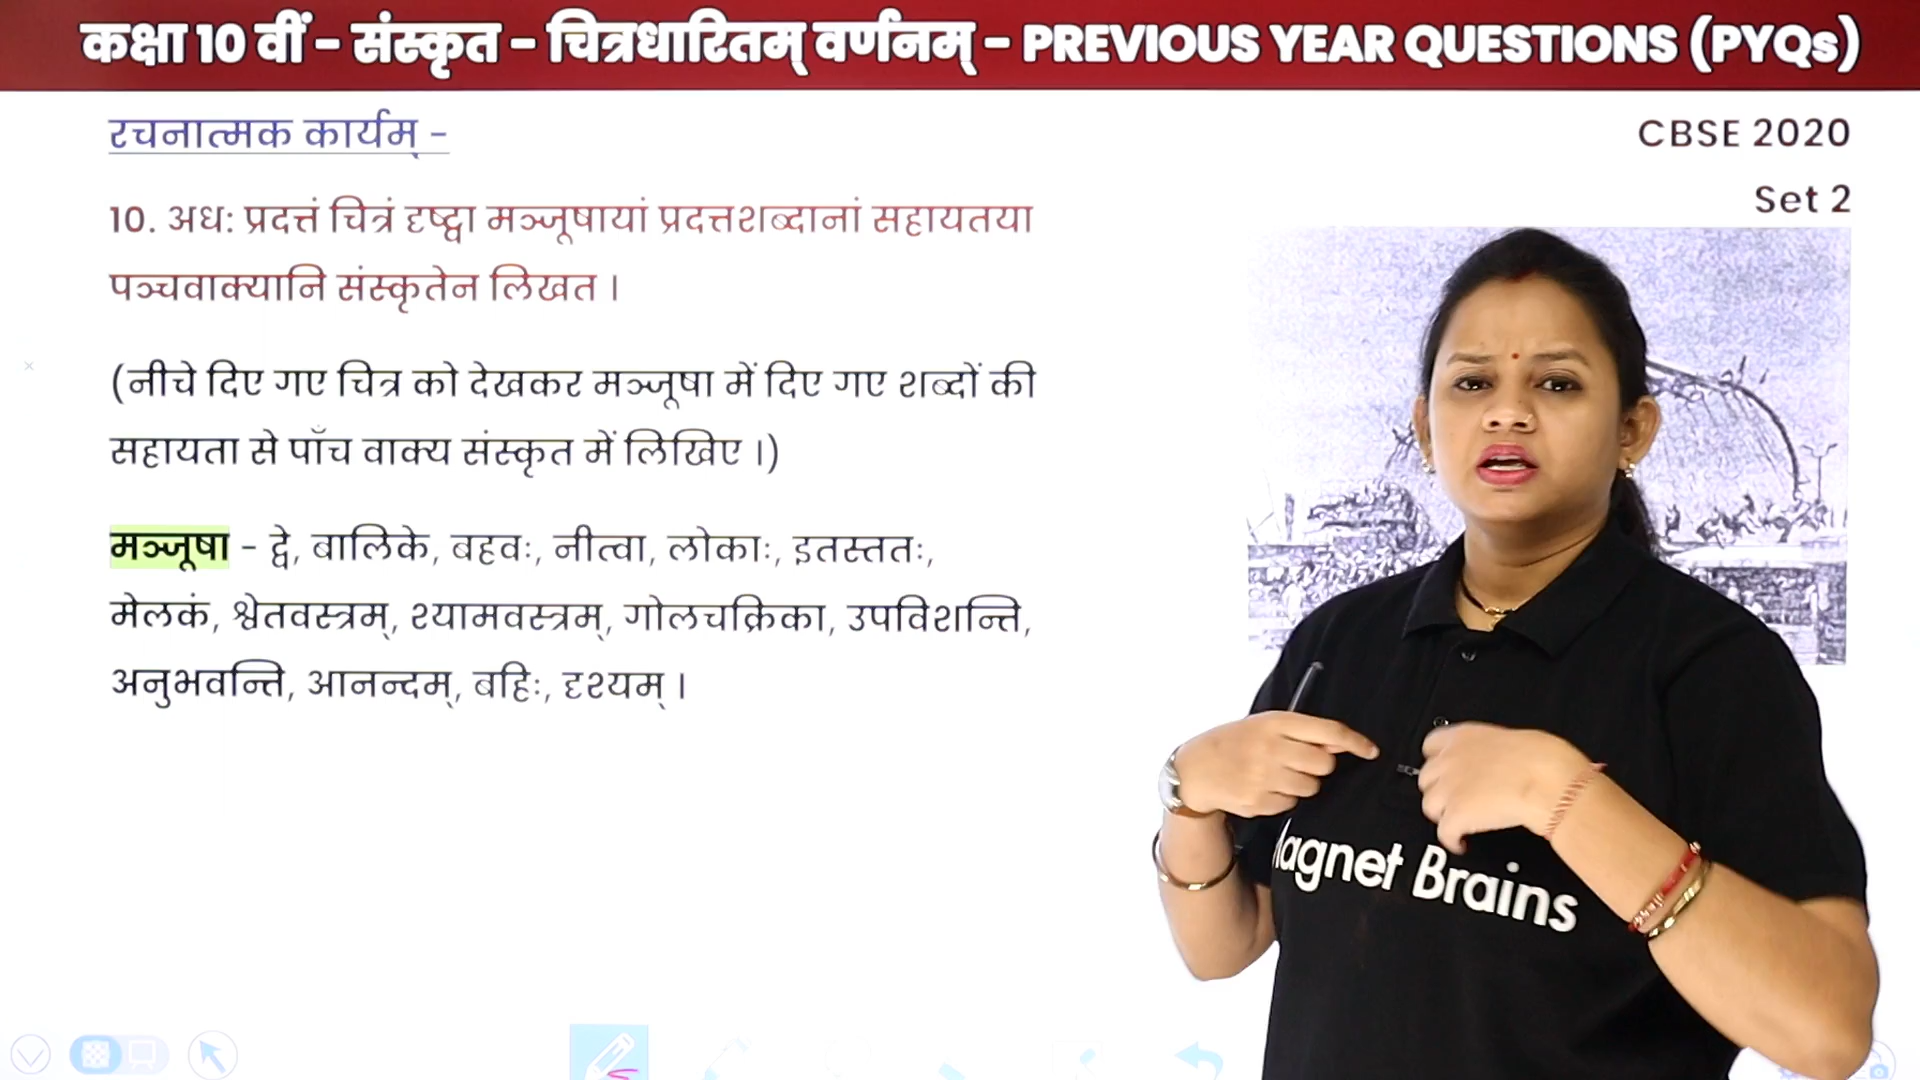 कक्षा 10 वीं - संस्कृत - चित्रधारितम् वर्णनम् - PREVIOUS YEAR QUESTIONS (PYQs)
रचनात्मक कार्यम् -
CBSE 2020
Set 2
10. अध: प्रदत्तं चित्रं दृष्ट्वा मञ्जूषायां प्रदत्तशब्दानां सहायतया
पञ्चवाक्यानि संस्कृतेन लिखत ।
(नीचे दिए गए चित्र को देखकर मञ्जूषा में दिए गए शब्दों की
सहायता से पाँच वाक्य संस्कृत में लिखिए ।)
मञ्जूषा - द्वे, बालिके, बहवः, नीत्वा, लोकाः, इतस्ततः,
मेलकं, श्वेतवस्त्रम्, श्यामवस्त्रम्, गोलचक्रिका, उपविशन्ति,
अनुभवन्ति, आनन्दम्, बहिः, दृश्यम् ।
agnet Brains